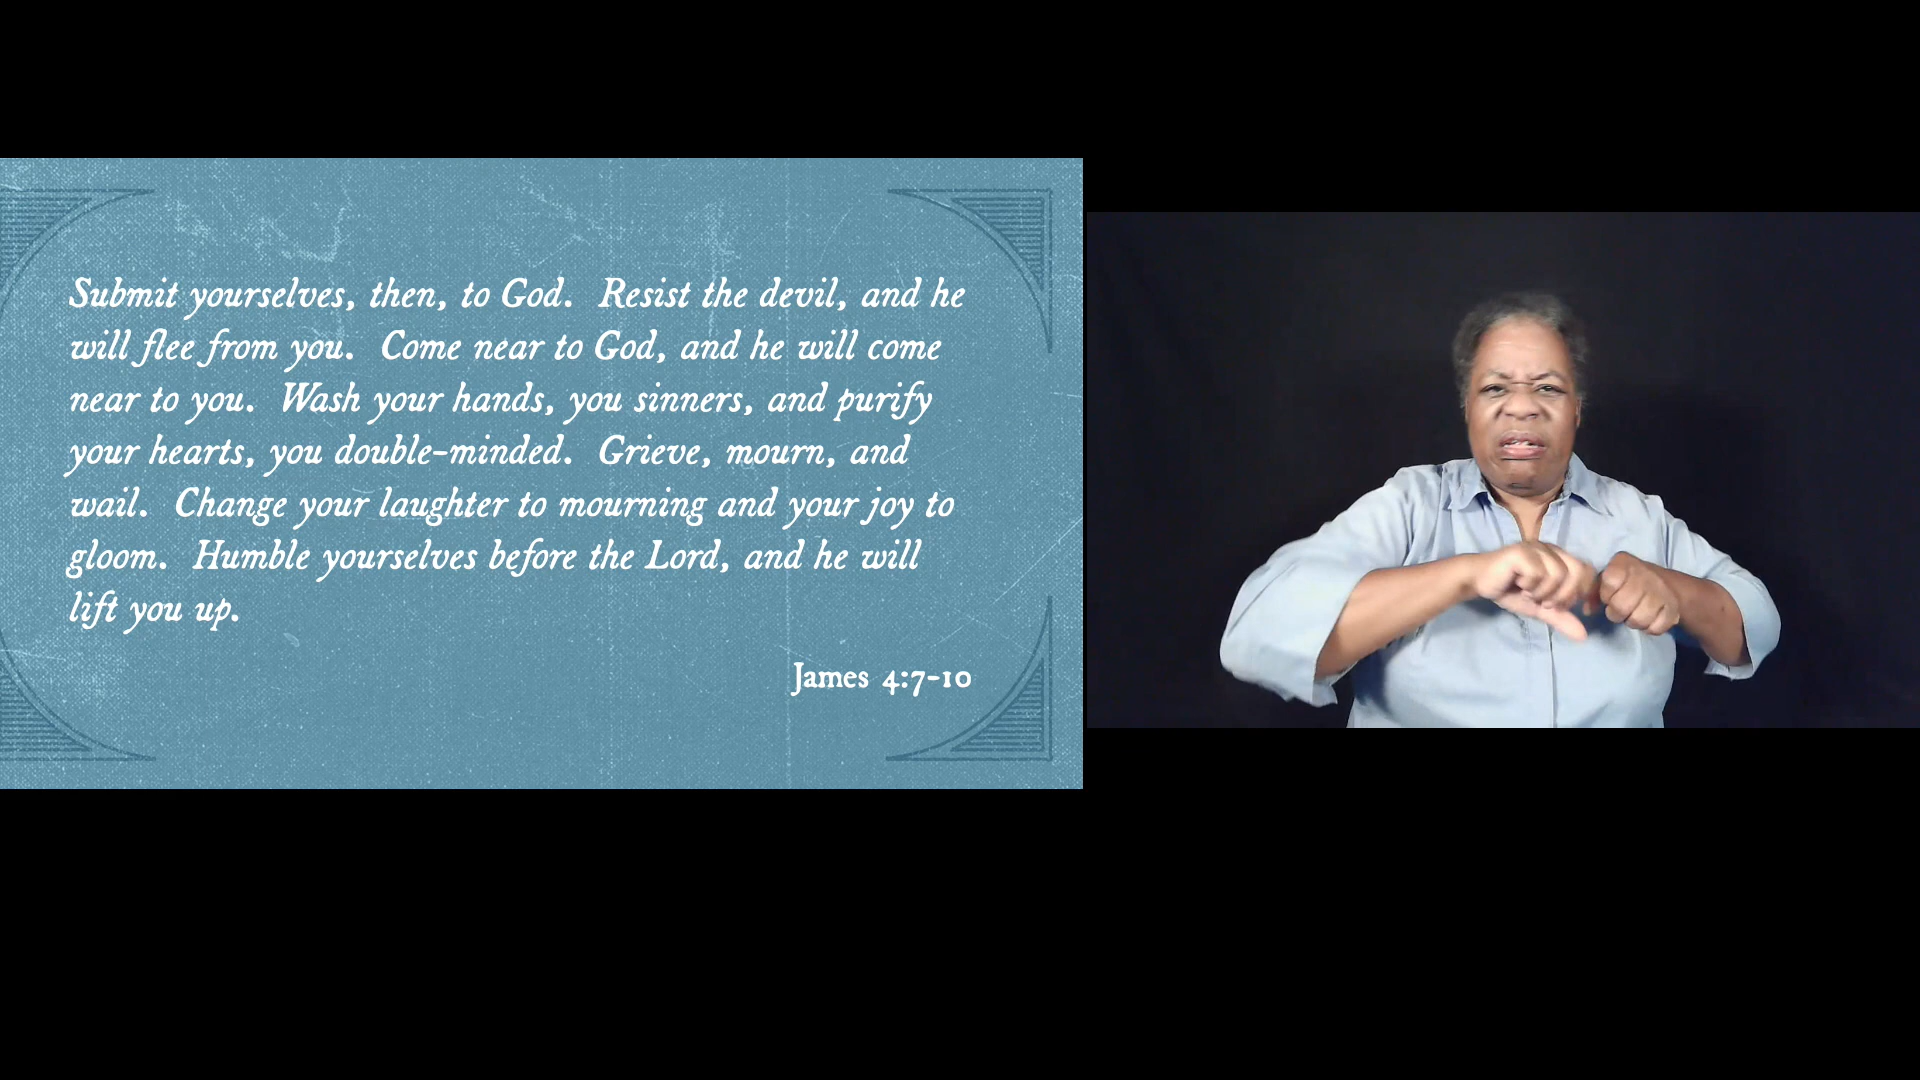 Submit yourselves, then, to God.  Resist the devil, and he
will flee from you.  Come near to God, and he will come
near to you.  Wash your hands, you sinners, and purify
your hearts, you double-minded.  Grieve, mourn, and
wail.  Change your laughter to mourning and your joy to
gloom.  Humble yourselves before the Lord, and he will
lift you up.
James 4:7-10